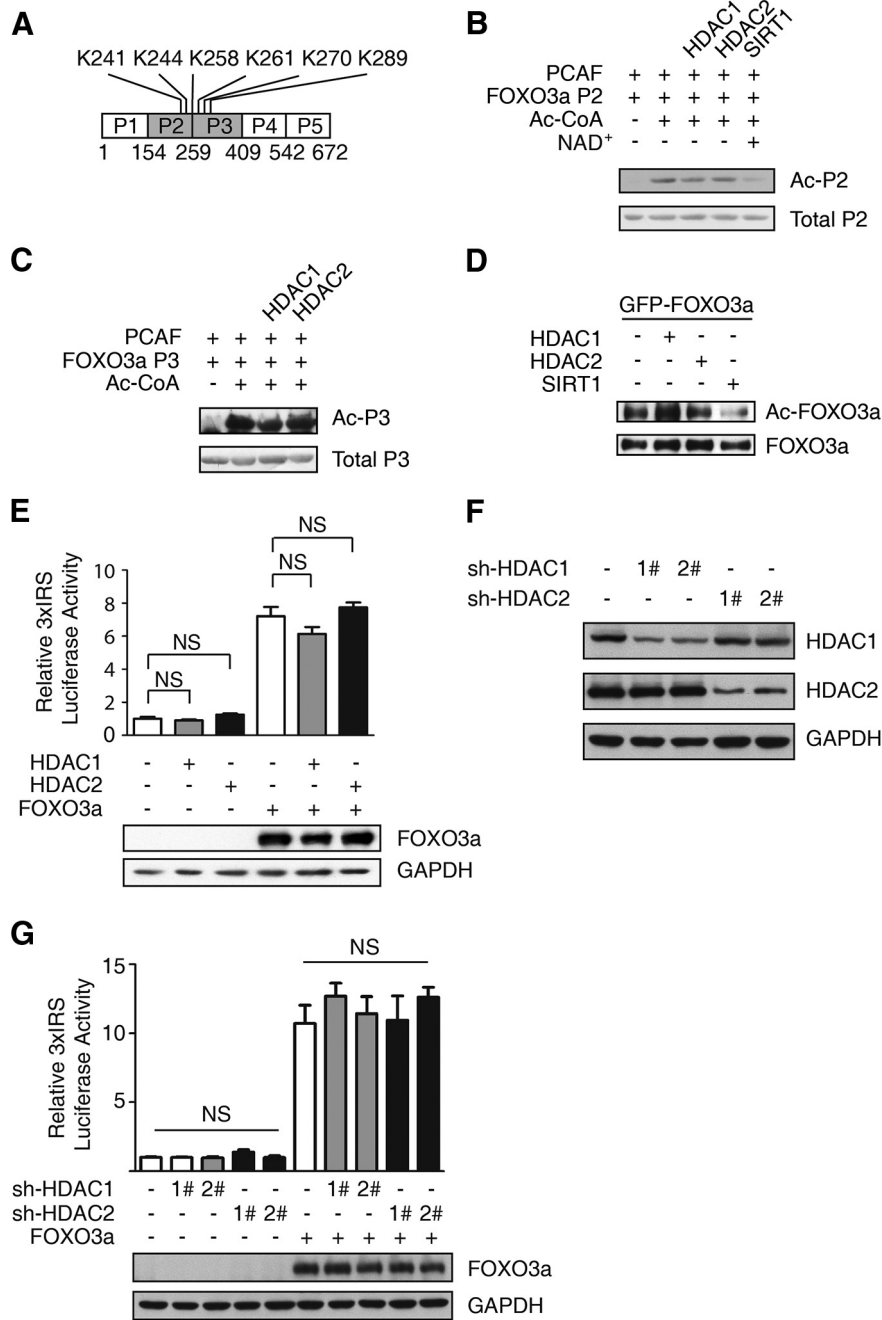 A
K241 K244 K258 K261 K270 K289
P1 P2 P3 P4 P5
1 154 259 409 542 672
B
HDAC1 HDAC2 SIRT1
PCAF + + + + +
FOXO3a P2 + + + + +
Ac-CoA - + + + +
NAD+ - - - - +
Ac-P2
Total P2
C
HDAC1 HDAC2
PCAF + + + +
FOXO3a P3 + + + +
Ac-CoA - + + +
Ac-P3
Total P3
D
GFP-FOXO3a
HDAC1 - + - -
HDAC2 - - + -
SIRT1 - - - +
Ac-FOXO3a
FOXO3a
E
Relative 3xIRS
Luciferase Activity
10
8
6
4
2
0
NS
NS
NS
NS
HDAC1 - + - - + -
HDAC2 - - + - - +
FOXO3a - - - + + +
FOXO3a
GAPDH
F
sh-HDAC1 - 1# 2# - -
sh-HDAC2 - - - 1# 2#
HDAC1
HDAC2
GAPDH
G
Relative 3xIRS
Luciferase Activity
15
10
5
NS
NS
sh-HDAC1 - 1# 2# - - - 1# 2# - -
sh-HDAC2 - - - 1# 2# - - - 1# 2#
FOXO3a - - - - - + + + + +
FOXO3a
GAPDH